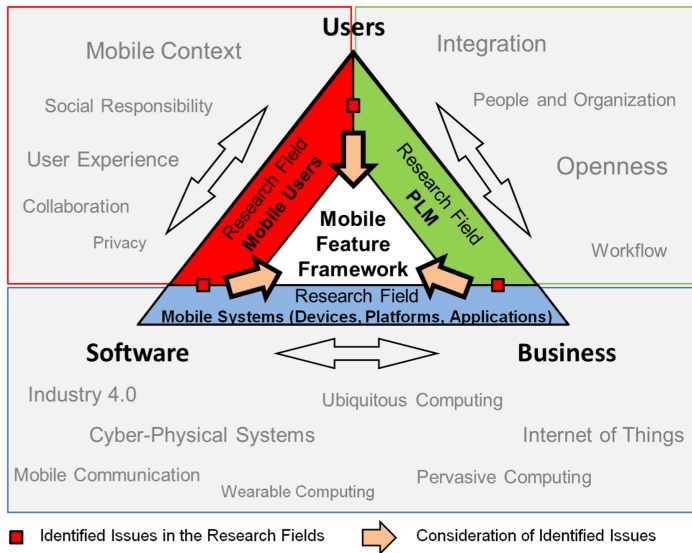 Users
Mobile Context
Integration
Social Responsibility
People and Organization
User Experience
Openness
Collaboration
Privacy
Workflow
Research Field
Mobile Users
Research Field
PLM
Mobile
Feature
Framework
Research Field
Mobile Systems (Devices, Platforms, Applications)
Software
Business
Industry 4.0
Ubiquitous Computing
Cyber-Physical Systems
Internet of Things
Mobile Communication
Pervasive Computing
Wearable Computing
Identified Issues in the Research Fields
Consideration of Identified Issues